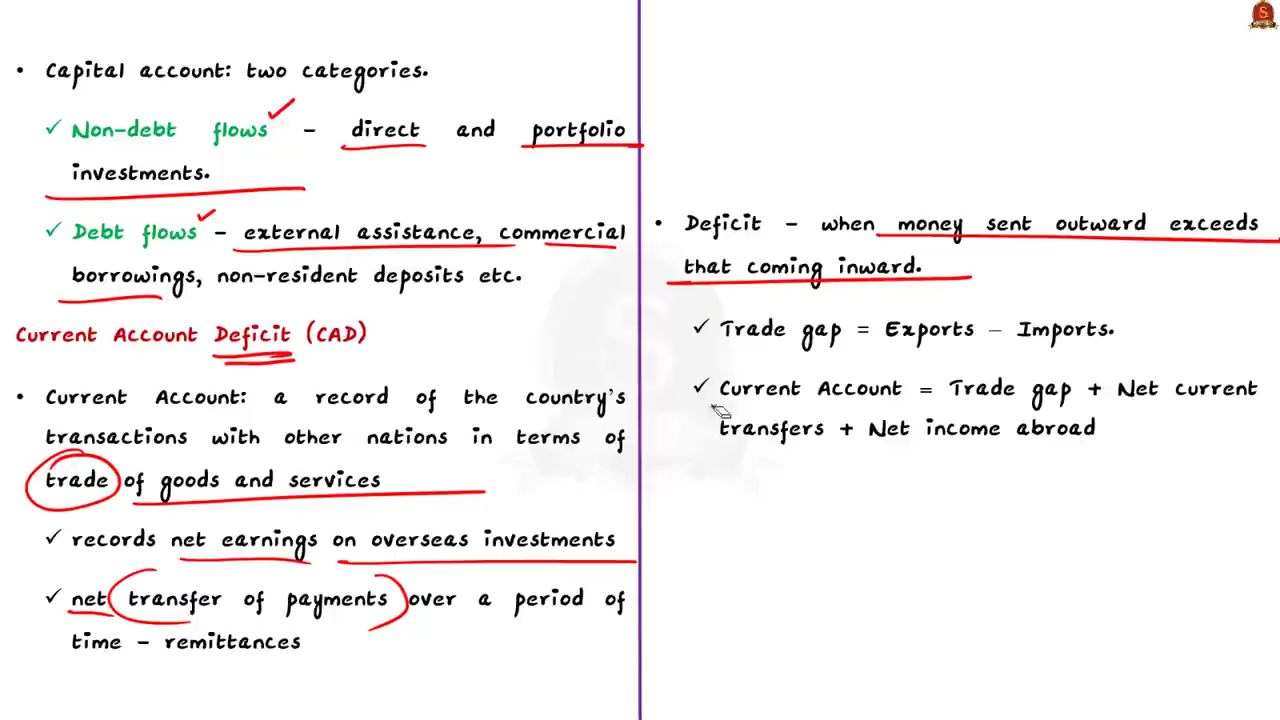 • Capital account: two categories.
✓ Non-debt flows - direct and portfolio
investments.
✓ Debt flows - external assistance, commercial
borrowings, non-resident deposits etc.
Current Account Deficit (CAD)
• Current Account: a record of the country's
transactions with other nations in terms of
trade of goods and services
✓ records net earnings on overseas investments
✓ net transfer of payments over a period of
time - remittances
• Deficit - when money sent outward exceeds
that coming inward.
✓ Trade gap = Exports – Imports.
✓ Current Account = Trade gap + Net current
transfers + Net income abroad